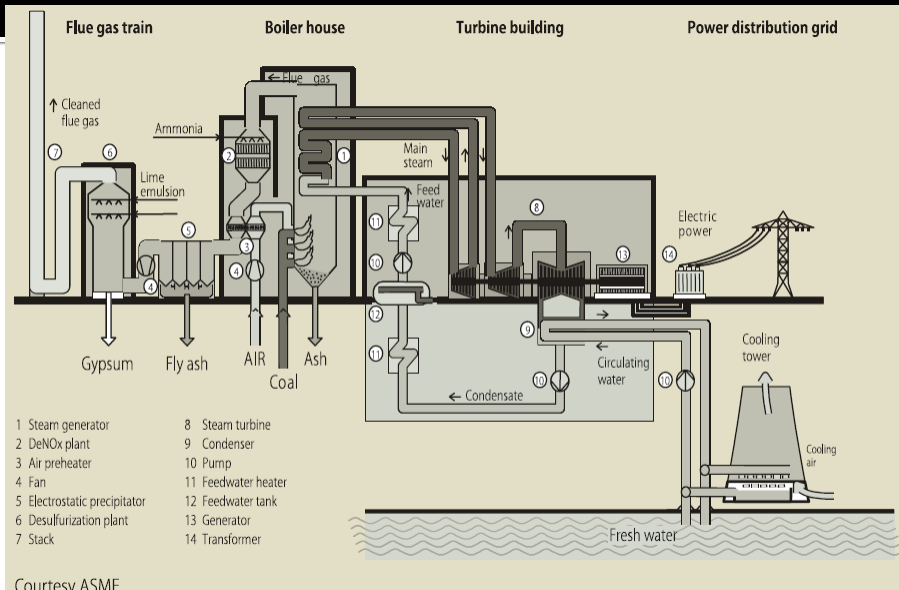 Flue gas train
Boiler house
Turbine building
Power distribution grid
Flue gas
Cleaned
flue gas
Ammonia
7
6
2
1
Main
steam
Lime
emulsion
Feed
water
8
5
11
Electric
power
3
10
13
14
4
4
12
9
Gypsum
Fly ash
AIR
Coal
Ash
11
10
Circulating
water
10
Cooling
tower
Condensate
Cooling
air
1 Steam generator
2 DeNOx plant
3 Air preheater
4 Fan
5 Electrostatic precipitator
6 Desulfurization plant
7 Stack
8 Steam turbine
9 Condenser
10 Pump
11 Feedwater heater
12 Feedwater tank
13 Generator
14 Transformer
Fresh water
Courtesy ASME